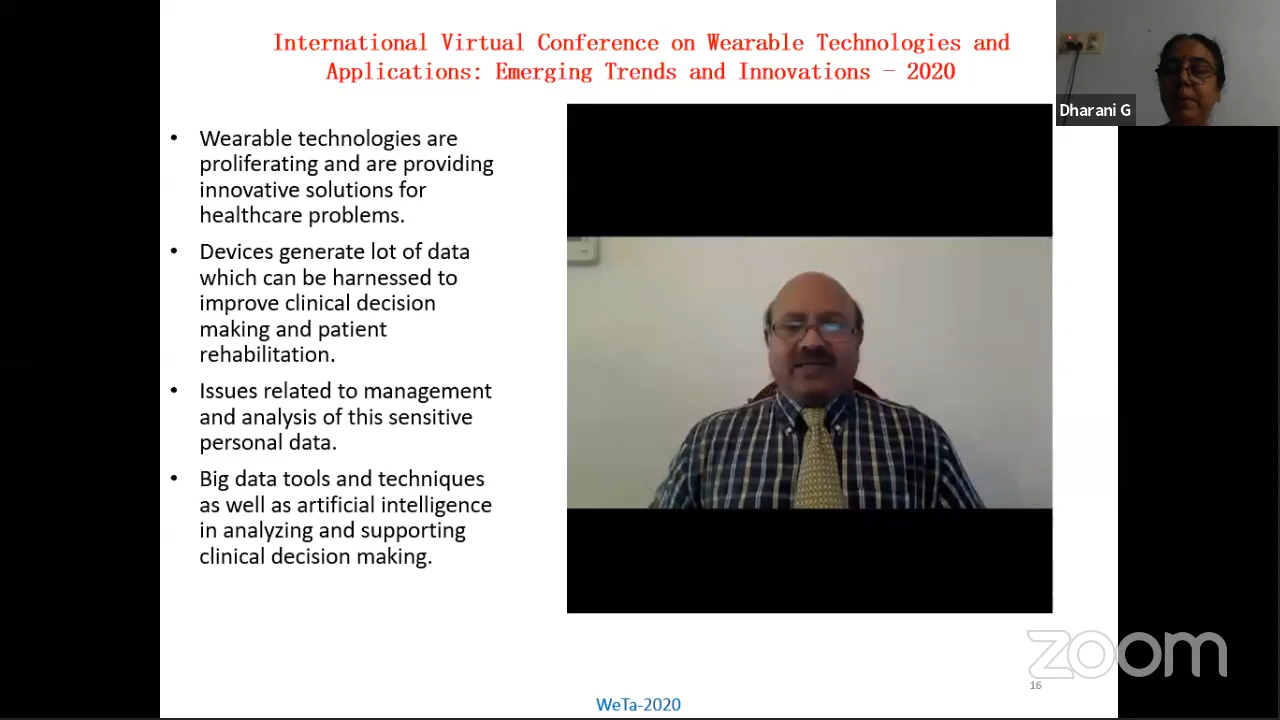 International Virtual Conference on Wearable Technologies and
Applications: Emerging Trends and Innovations – 2020
Dharani G
• Wearable technologies are
proliferating and are providing
innovative solutions for
healthcare problems.
• Devices generate lot of data
which can be harnessed to
improve clinical decision
making and patient
rehabilitation.
• Issues related to management
and analysis of this sensitive
personal data.
• Big data tools and techniques
as well as artificial intelligence
in analyzing and supporting
clinical decision making.
zoom
16
WeTa-2020